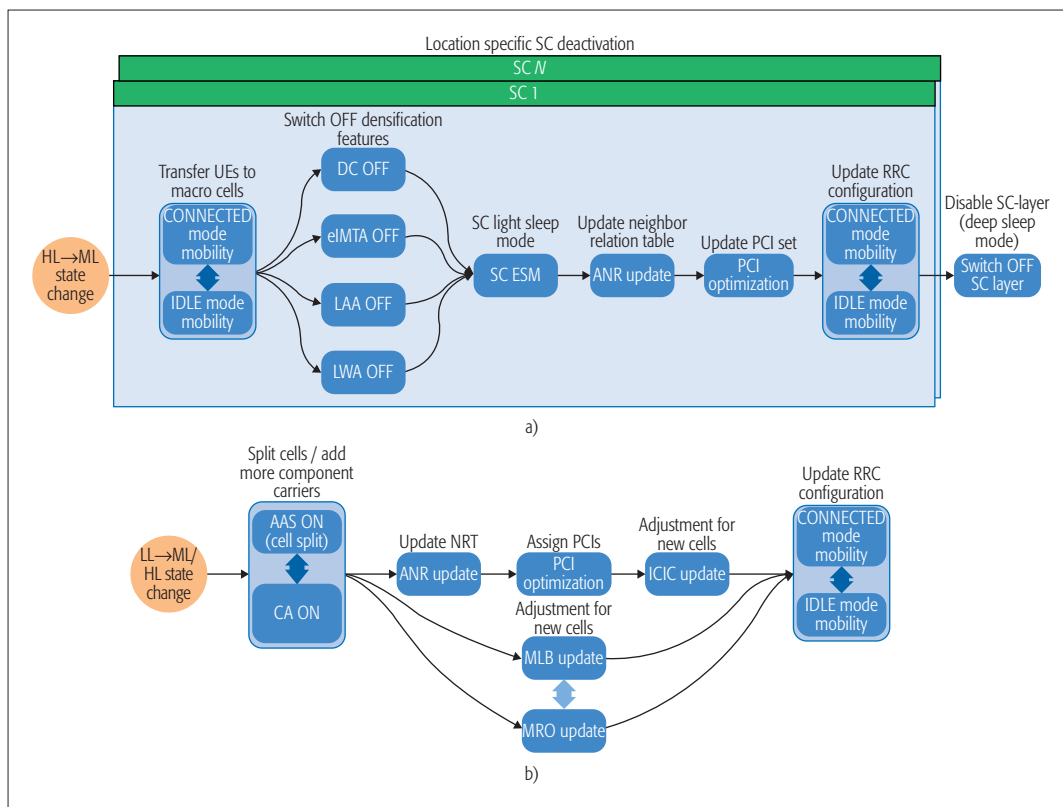 Location specific SC deactivation
SC N
SC 1
Switch OFF densification
features
Transfer UEs to
macro cells
CONNECTED
mode
mobility
IDLE mode
mobility
HL→ML
state
change
DC OFF
eIMTA OFF
LAA OFF
LWA OFF
SC light sleep
mode
SC ESM
Update neighbor
relation table
ANR update
Update PCI set
PCI
optimization
Update RRC
configuration
CONNECTED
mode
mobility
IDLE mode
mobility
Disable SC-layer
(deep sleep
mode)
Switch OFF
SC layer
a)
Split cells / add
more component
carriers
AAS ON
(cell split)
CA ON
LL→ML/
HL state
change
Update NRT
ANR update
Assign PCIs
PCI
optimization
Adjustment for
new cells
ICIC update
Adjustment for
new cells
MLB update
MRO update
Update RRC
configuration
CONNECTED
mode
mobility
IDLE mode
mobility
b)